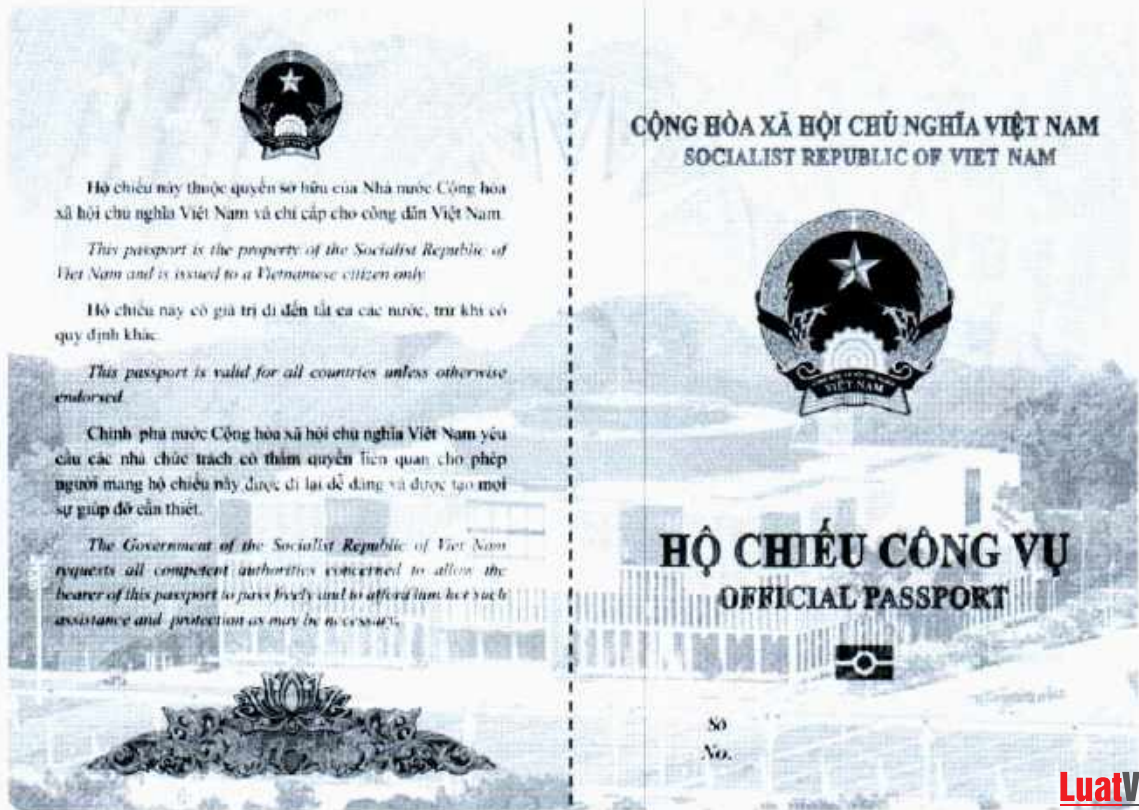 Hộ chiếu này thuộc quyền sở hữu của Nhà nước Cộng hòa
xã hội chủ nghĩa Việt Nam và chỉ cấp cho công dân Việt Nam.
This passport is the property of the Socialist Republic of
Viet Nam and is issued to a Vietnamese citizen only.
Hộ chiếu này có giá trị đi đến tất cả các nước, trừ khi có
quy định khác.
This passport is valid for all countries unless otherwise
endorsed.
Chính phủ nước Cộng hòa xã hội chủ nghĩa Việt Nam yêu
cầu các nhà chức trách có thẩm quyền liên quan cho phép
người mang hộ chiếu này được đi lại dễ dàng và được tạo mọi
sự giúp đỡ cần thiết.
The Government of the Socialist Republic of Viet Nam
requests all competent authorities concerned to allow the
bearer of this passport to pass freely and to afford him/her such
assistance and protection as may be necessary.
CỘNG HÒA XÃ HỘI CHỦ NGHĨA VIỆT NAM
SOCIALIST REPUBLIC OF VIET NAM
VIỆT NAM
HỘ CHIẾU CÔNG VỤ
OFFICIAL PASSPORT
Số
No.
LuatV